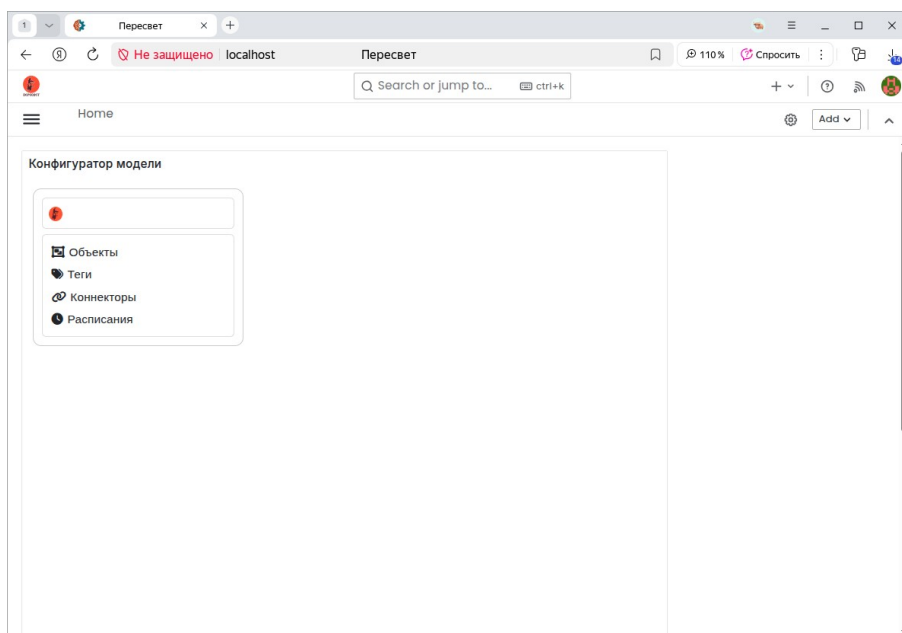 1 Пересвет
Я Не защищено localhost Пересвет 110 % Спросить 14
Search or jump to... ctrl+k
Home Add
Конфигуратор модели
Объекты
Теги
Коннекторы
Расписания